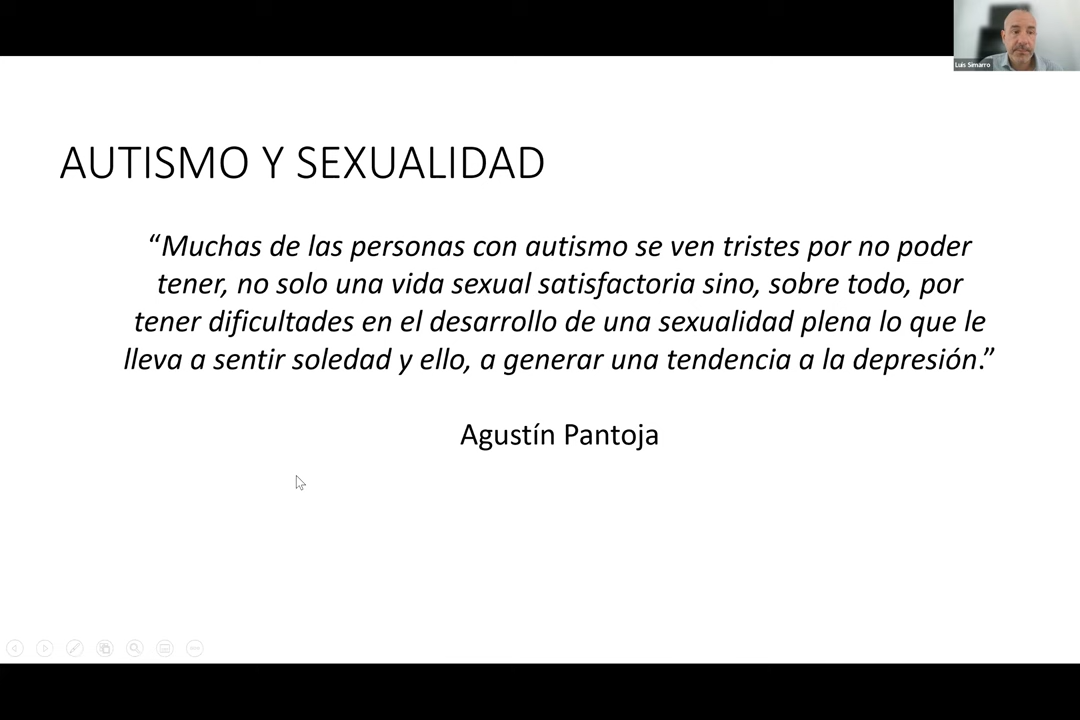 Luis Simarro
AUTISMO Y SEXUALIDAD
“Muchas de las personas con autismo se ven tristes por no poder
tener, no solo una vida sexual satisfactoria sino, sobre todo, por
tener dificultades en el desarrollo de una sexualidad plena lo que le
lleva a sentir soledad y ello, a generar una tendencia a la depresión.”
Agustín Pantoja